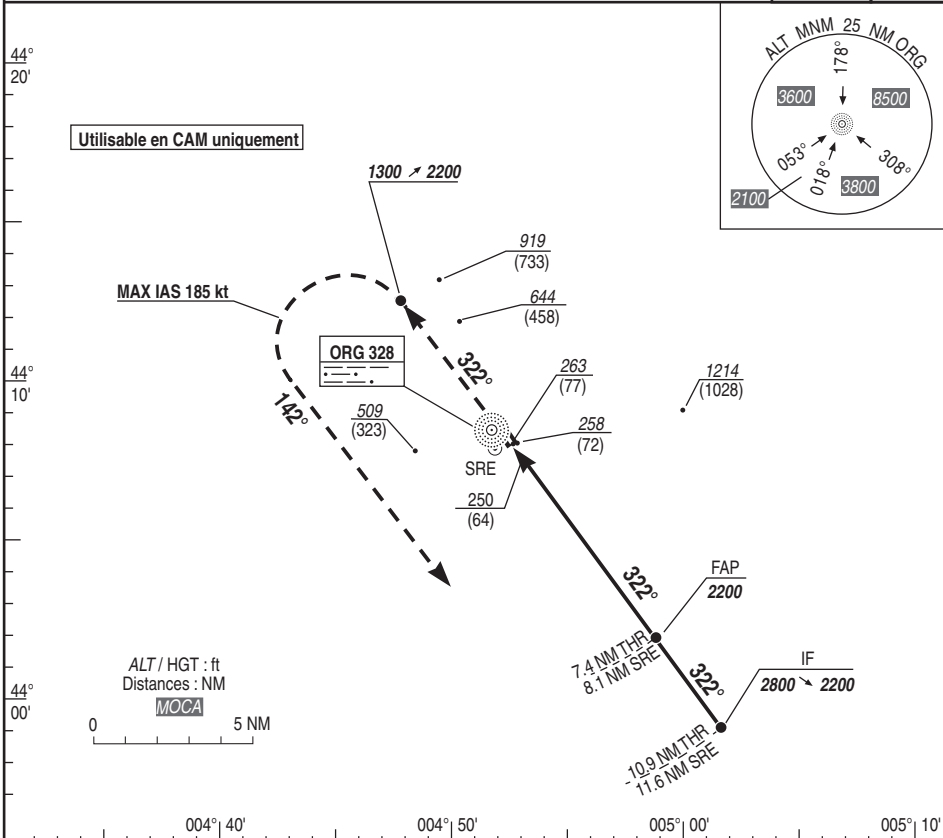 ALT MNM 25 NM ORG
178°
3600
8500
053°
018°
308°
2100
3800
44°
20'
Utilisable en CAM uniquement
1300 ➚ 2200
919
(733)
MAX IAS 185 kt
644
(458)
ORG 328
322°
263
(77)
1214
(1028)
44°
10'
142°
509
(323)
258
(72)
SRE
250
(64)
322°
FAP
2200
7.4 NM THR
8.1 NM SRE
322°
IF
2800 ➘ 2200
ALT / HGT : ft
Distances : NM
MOCA
0 5 NM
44°
00'
10.9 NM THR
11.6 NM SRE
004° 40'
004° 50'
005° 00'
005° 10'